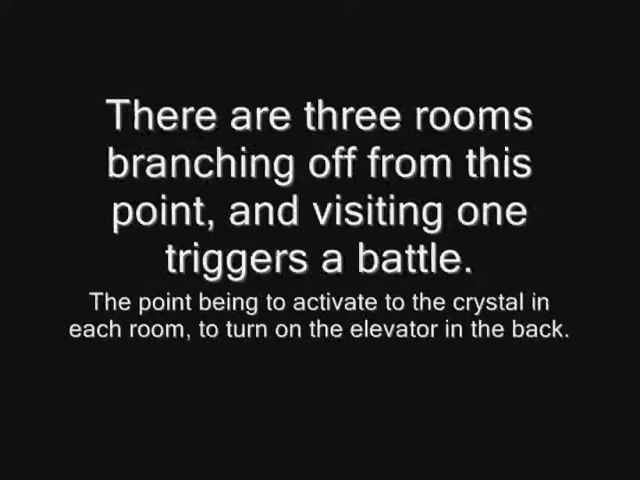 There are three rooms
branching off from this
point, and visiting one
triggers a battle.
The point being to activate to the crystal in
each room, to turn on the elevator in the back.